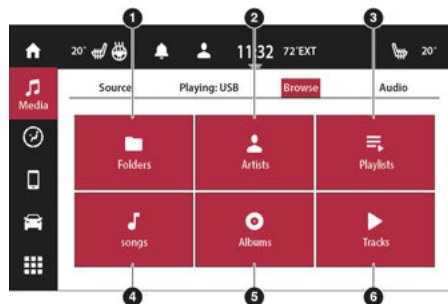 1 2 3
20° 11:32 72°EXT 20°
Media
Source Playing: USB Browse Audio
Folders Artists Playlists
songs Albums Tracks
4 5 6